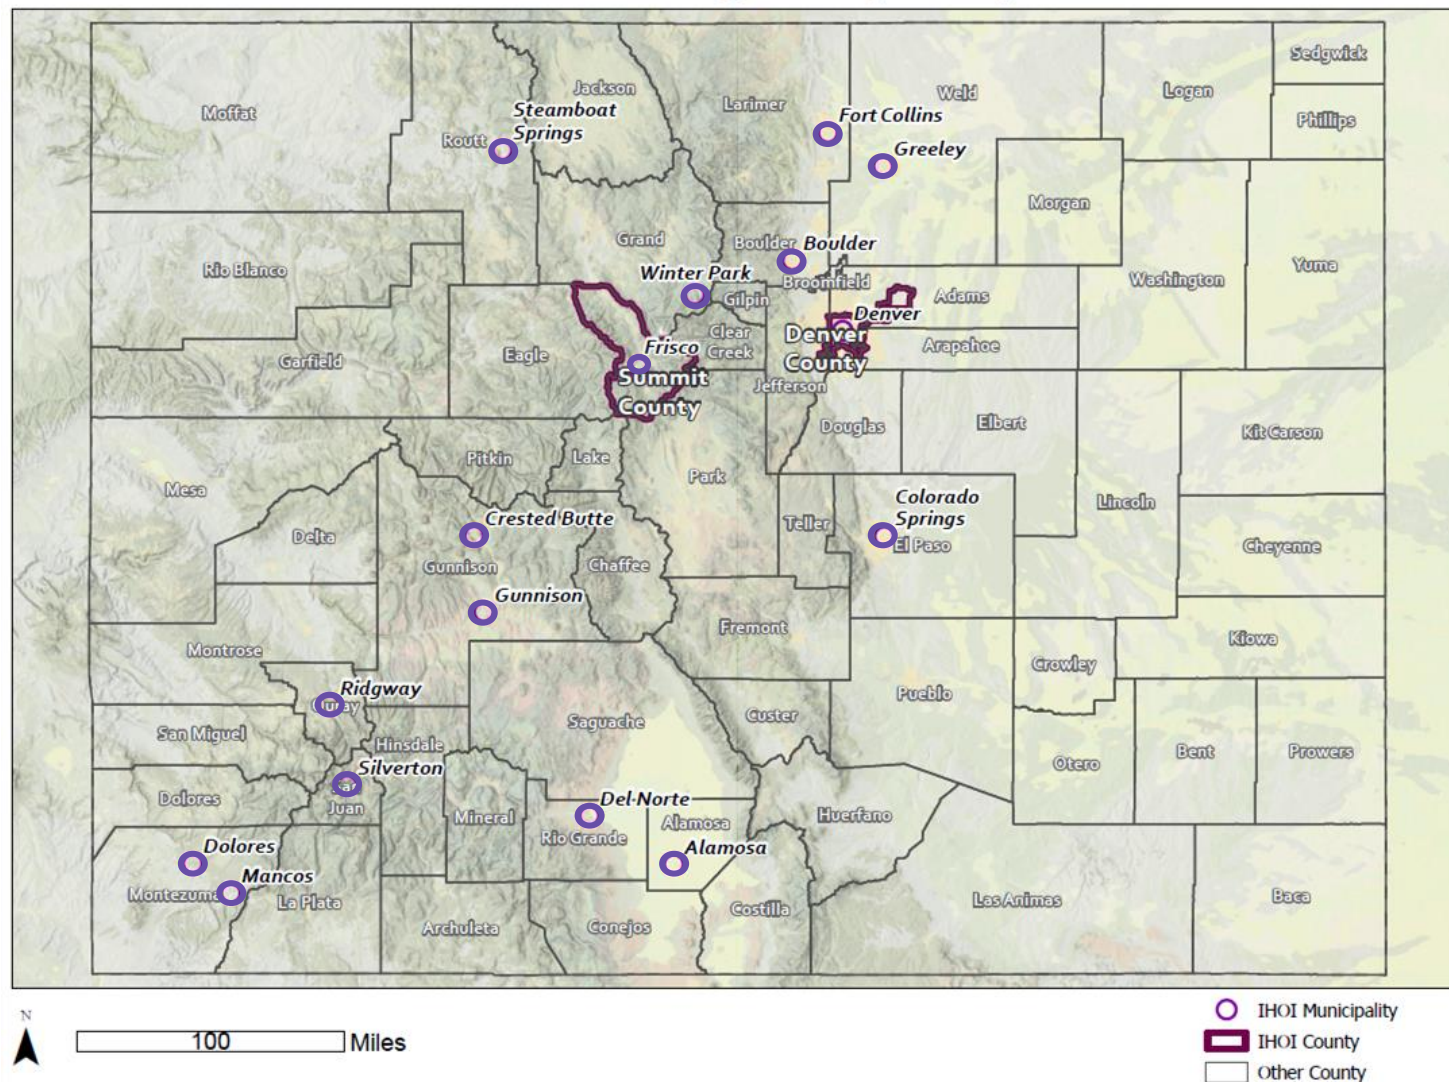 Sedgwick
Moffat
Jackson
Larimer
Weld
Logan
Phillips
Steamboat
Springs
Routt
Fort Collins
Greeley
Morgan
Rio Blanco
Grand
Boulder
Boulder
Washington
Yuma
Winter Park
Gilpin
Broomfield
Adams
Denver
Denver
County
Clear
Creek
Arapahoe
Garfield
Eagle
Frisco
Summit
County
Jefferson
Douglas
Elbert
Kit Carson
Mesa
Pitkin
Lake
Park
Lincoln
Colorado
Springs
Teller
El Paso
Cheyenne
Delta
Crested Butte
Gunnison
Chaffee
Gunnison
Fremont
Kiowa
Montrose
Crowley
Ridgway
Ouray
Pueblo
San Miguel
Hinsdale
Saguache
Custer
Otero
Bent
Prowers
Silverton
San
Juan
Dolores
Mineral
Del Norte
Rio Grande
Alamosa
Huerfano
Dolores
Alamosa
Mancos
Montezuma
La Plata
Archuleta
Conejos
Costilla
Las Animas
Baca
N
100 Miles
IHOI Municipality
IHOI County
Other County